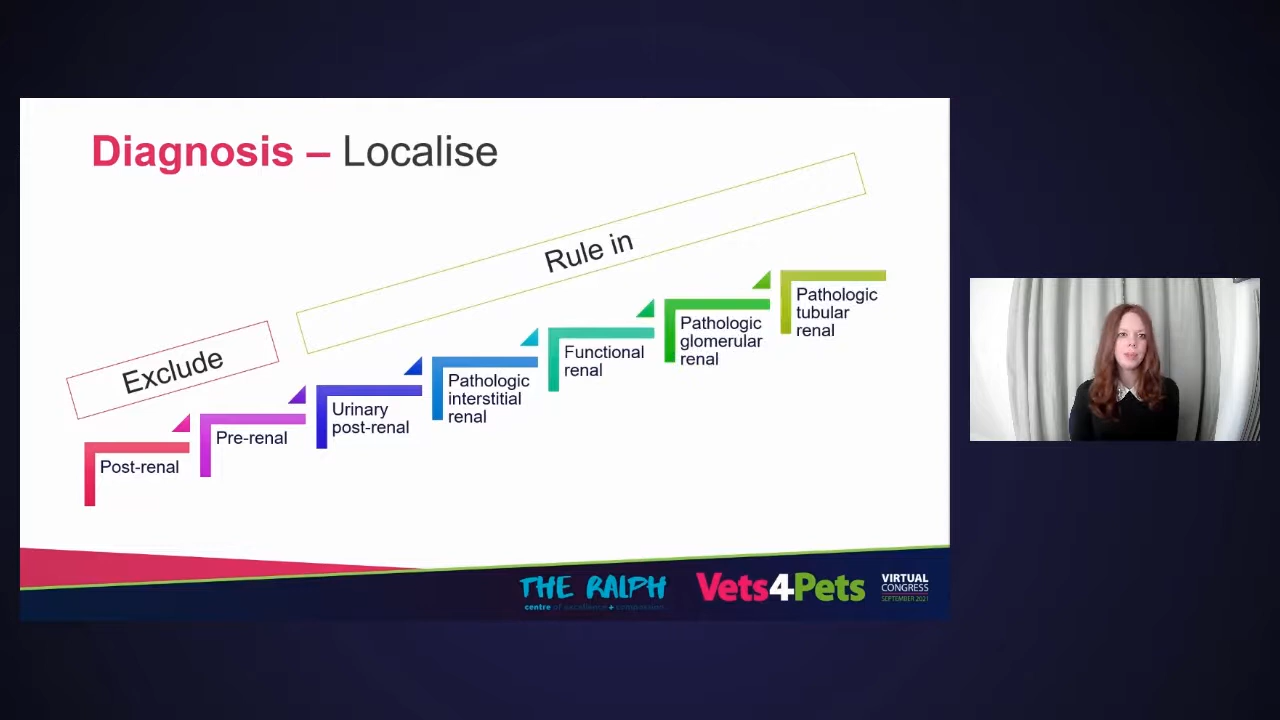 Diagnosis – Localise
Rule in
Exclude
Post-renal
Pre-renal
Urinary
post-renal
Pathologic
interstitial
renal
Functional
renal
Pathologic
glomerular
renal
Pathologic
tubular
renal
THE RALPH
centre of excellence + compassion
Vets4Pets
VIRTUAL
CONGRESS
SEPTEMBER 2021